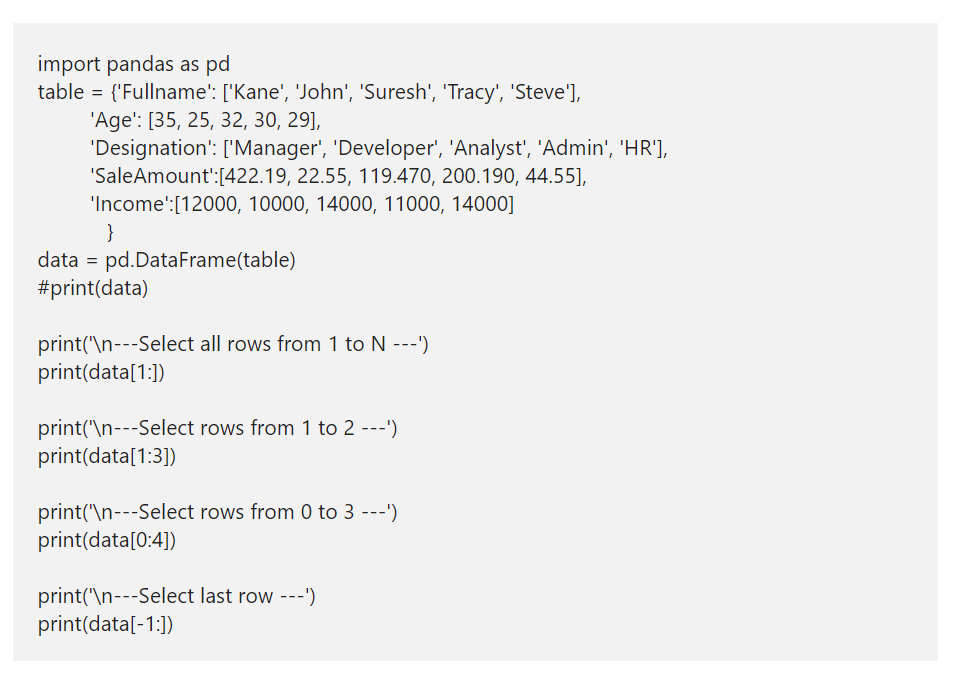 import pandas as pd
table = {'Fullname': ['Kane', 'John', 'Suresh', 'Tracy', 'Steve'],
'Age': [35, 25, 32, 30, 29],
'Designation': ['Manager', 'Developer', 'Analyst', 'Admin', 'HR'],
'SaleAmount':[422.19, 22.55, 119.470, 200.190, 44.55],
'Income':[12000, 10000, 14000, 11000, 14000]
}
data = pd.DataFrame(table)
#print(data)
print('\n---Select all rows from 1 to N ---')
print(data[1:])
print('\n---Select rows from 1 to 2 ---')
print(data[1:3])
print('\n---Select rows from 0 to 3 ---')
print(data[0:4])
print('\n---Select last row ---')
print(data[-1:])